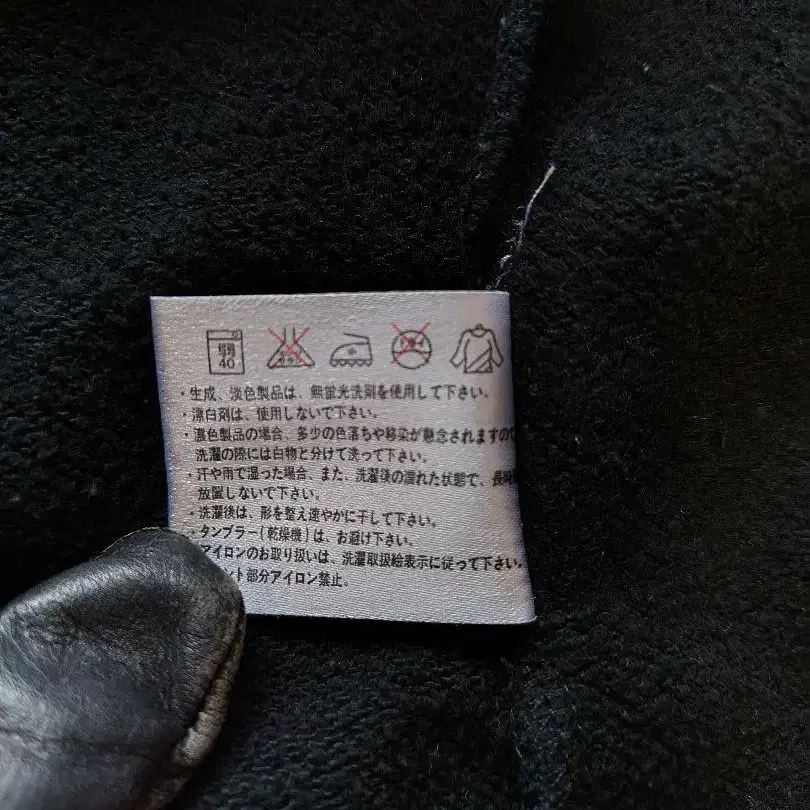 弱
40
・生成、淡色製品は、無蛍光洗剤を使用して下さい。
・漂白剤は、使用しないで下さい。
・濃色製品の場合、多少の色落ちや移染が懸念されますので
洗濯の際には白物と分けて洗って下さい。
・汗や雨で湿った場合、また、洗濯後の濡れた状態で、長時
放置しないで下さい。
・洗濯後は、形を整え速やかに干して下さい。
・タンブラー(乾燥機)は、お避け下さい。
アイロンのお取り扱いは、洗濯取扱絵表示に従って下さい。
ント部分アイロン禁止。